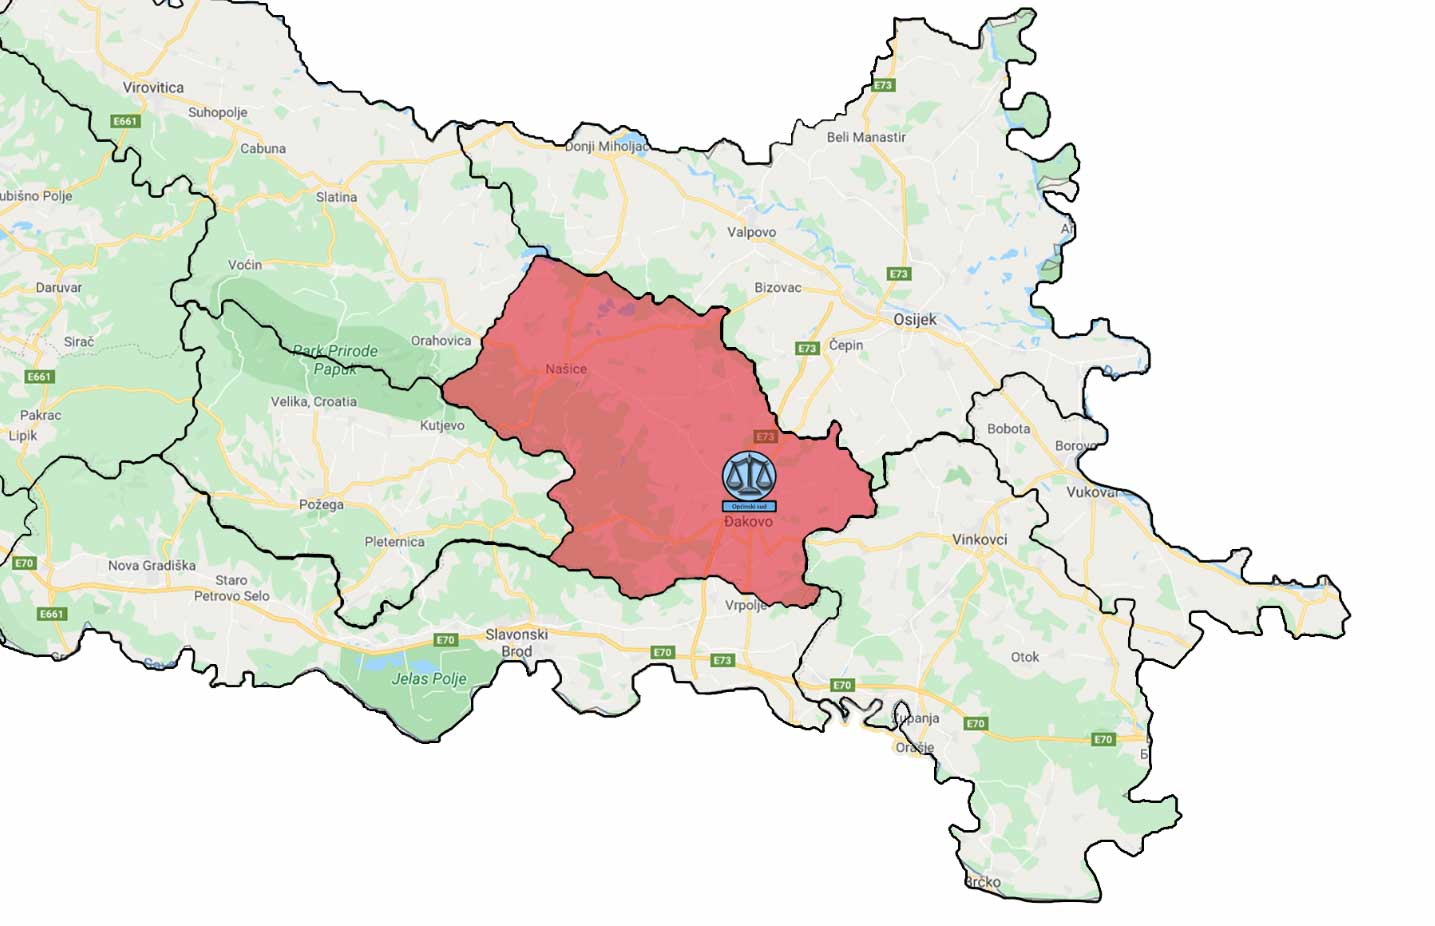 E73
Virovitica
Suhopolje
E661
Beli Manastir
Cabuna
Donji Miholjac
ubišno Polje
Slatina
Valpovo
Voćin
E73
Daruvar
Bizovac
Osijek
Sirač
Orahovica
E73
Čepin
Park Prirode
Papuk
Našice
E661
Velika, Croatia
Pakrac
Kutjevo
Lipik
Bobota
E73
Borovo
Vukovar
Požega
Općinski sud
Đakovo
Pleternica
Vinkovci
E70
Nova Gradiška
Staro
Petrovo Selo
Vrpolje
E661
Slavonski
Brod
E70
E70
E73
Otok
Sava
Jelas Polje
E70
Županja
E70
E70
Orašje
Brčko